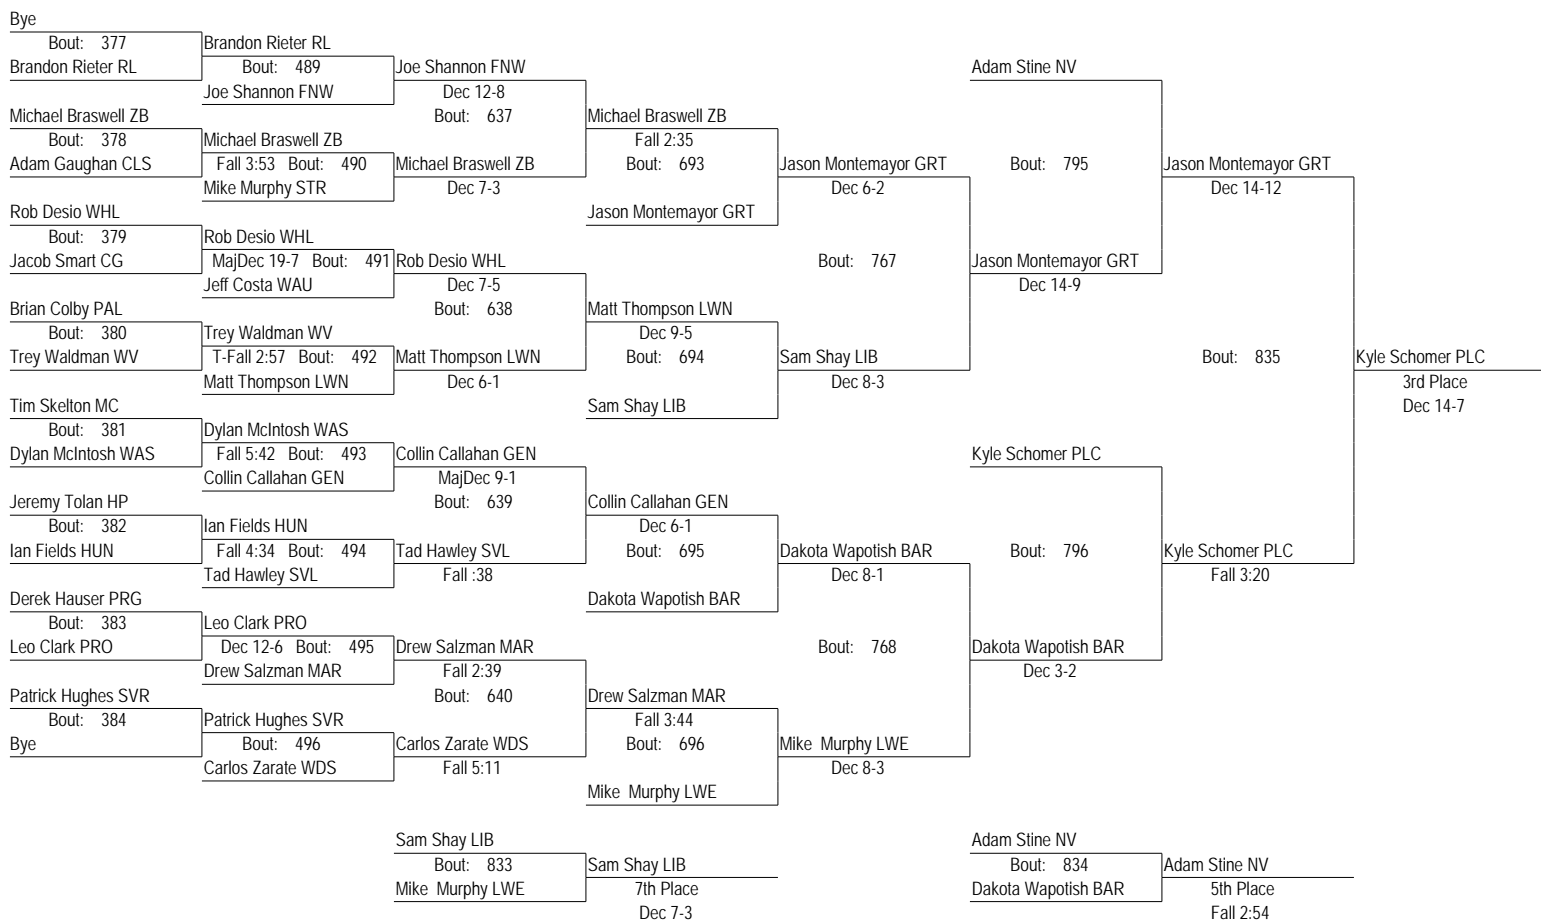 Bye
Bout: 377 Brandon Rieter RL
Brandon Rieter RL Bout: 489 Joe Shannon FNW Adam Stine NV
Joe Shannon FNW Dec 12-8
Michael Braswell ZB Bout: 637 Michael Braswell ZB
Bout: 378 Michael Braswell ZB Fall 2:35
Adam Gaughan CLS Fall 3:53 Bout: 490 Michael Braswell ZB Bout: 693 Jason Montemayor GRT Bout: 795 Jason Montemayor GRT
Mike Murphy STR Dec 7-3 Dec 6-2 Dec 14-12
Rob Desio WHL Jason Montemayor GRT
Bout: 379 Rob Desio WHL
Jacob Smart CG MajDec 19-7 Bout: 491 Rob Desio WHL Bout: 767 Jason Montemayor GRT
Jeff Costa WAU Dec 7-5 Dec 14-9
Brian Colby PAL Bout: 638 Matt Thompson LWN
Bout: 380 Trey Waldman WV Dec 9-5
Trey Waldman WV T-Fall 2:57 Bout: 492 Matt Thompson LWN Bout: 694 Sam Shay LIB Bout: 835 Kyle Schomer PLC
Matt Thompson LWN Dec 6-1 Dec 8-3 3rd Place
Tim Skelton MC Sam Shay LIB Dec 14-7
Bout: 381 Dylan McIntosh WAS
Dylan McIntosh WAS Fall 5:42 Bout: 493 Collin Callahan GEN Kyle Schomer PLC
Collin Callahan GEN MajDec 9-1
Jeremy Tolan HP Bout: 639 Collin Callahan GEN
Bout: 382 Ian Fields HUN Dec 6-1
Ian Fields HUN Fall 4:34 Bout: 494 Tad Hawley SVL Bout: 695 Dakota Wapotish BAR Bout: 796 Kyle Schomer PLC
Tad Hawley SVL Fall :38 Dec 8-1 Fall 3:20
Derek Hauser PRG Dakota Wapotish BAR
Bout: 383 Leo Clark PRO
Leo Clark PRO Dec 12-6 Bout: 495 Drew Salzman MAR Bout: 768 Dakota Wapotish BAR
Drew Salzman MAR Fall 2:39 Dec 3-2
Patrick Hughes SVR Bout: 640 Drew Salzman MAR
Bout: 384 Patrick Hughes SVR Fall 3:44
Bye Bout: 496 Carlos Zarate WDS Bout: 696 Mike Murphy LWE
Carlos Zarate WDS Fall 5:11 Dec 8-3
Mike Murphy LWE
Sam Shay LIB Adam Stine NV
Bout: 833 Sam Shay LIB Bout: 834 Adam Stine NV
Mike Murphy LWE 7th Place Dakota Wapotish BAR 5th Place
Dec 7-3 Fall 2:54